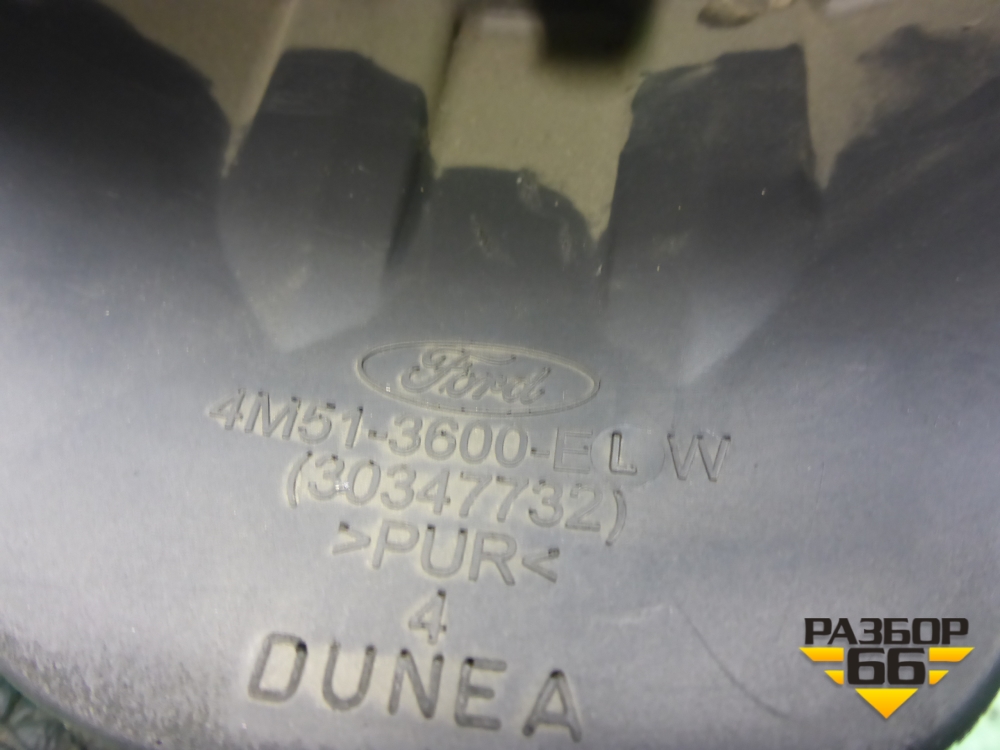 Ford
4M51-3600-ELW
(30347732)
>PUR<
4
DUNEA
РАЗБОР
66